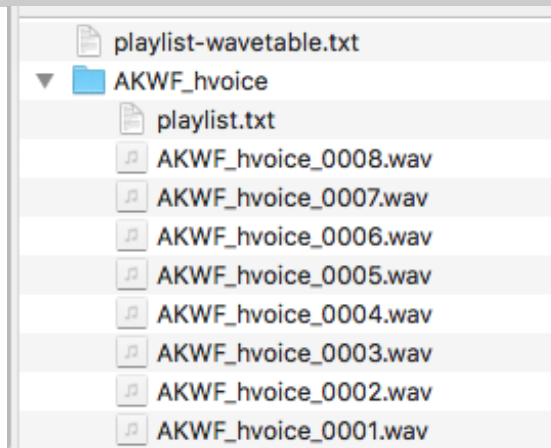 playlist-wavetable.txt
AKWF_hvoice
playlist.txt
AKWF_hvoice_0008.wav
AKWF_hvoice_0007.wav
AKWF_hvoice_0006.wav
AKWF_hvoice_0005.wav
AKWF_hvoice_0004.wav
AKWF_hvoice_0003.wav
AKWF_hvoice_0002.wav
AKWF_hvoice_0001.wav